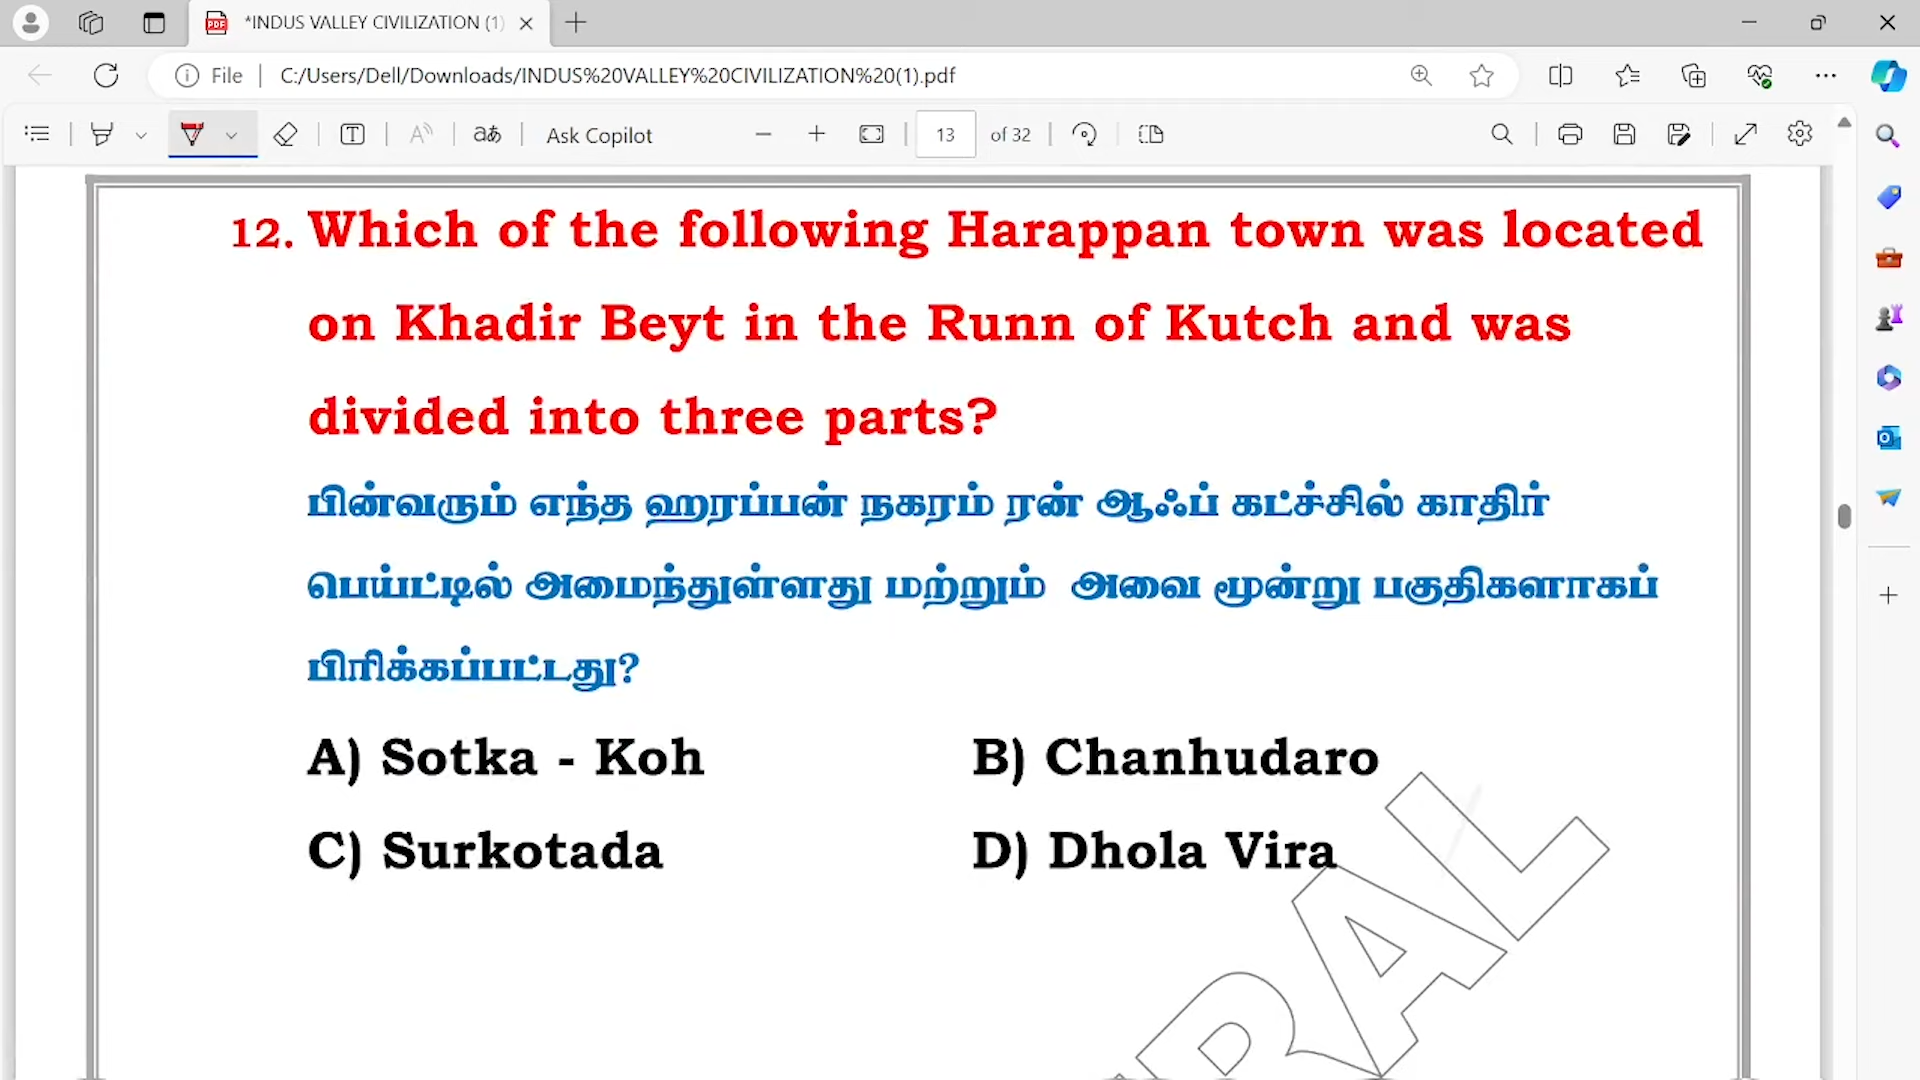 *INDUS VALLEY CIVILIZATION (1)
File | C:/Users/Dell/Downloads/INDUS%20VALLEY%20CIVILIZATION%20(1).pdf
Ask Copilot 13 of 32
12. Which of the following Harappan town was located
on Khadir Beyt in the Runn of Kutch and was
divided into three parts?
பின்வரும் எந்த ஹரப்பன் நகரம் ரன் ஆஃப் கட்ச்சில் காதிர்
பெய்ட்டில் அமைந்துள்ளது மற்றும் அவை மூன்று பகுதிகளாகப்
பிரிக்கப்பட்டது?
A) Sotka - Koh B) Chanhudaro
C) Surkotada D) Dhola Vira
RAL